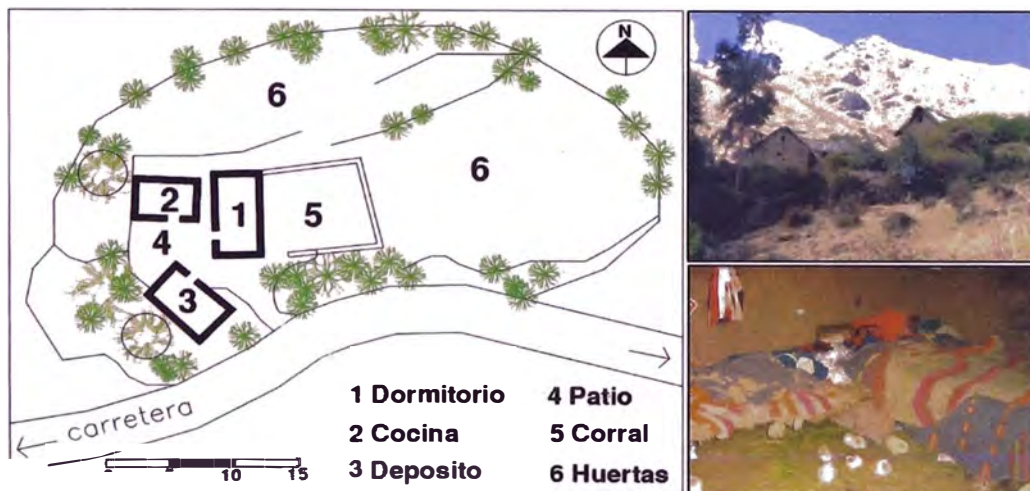 N
6
6
2
1
5
4
3
carretera
10 15
1 Dormitorio
2 Cocina
3 Deposito
4 Patio
5 Corral
6 Huertas